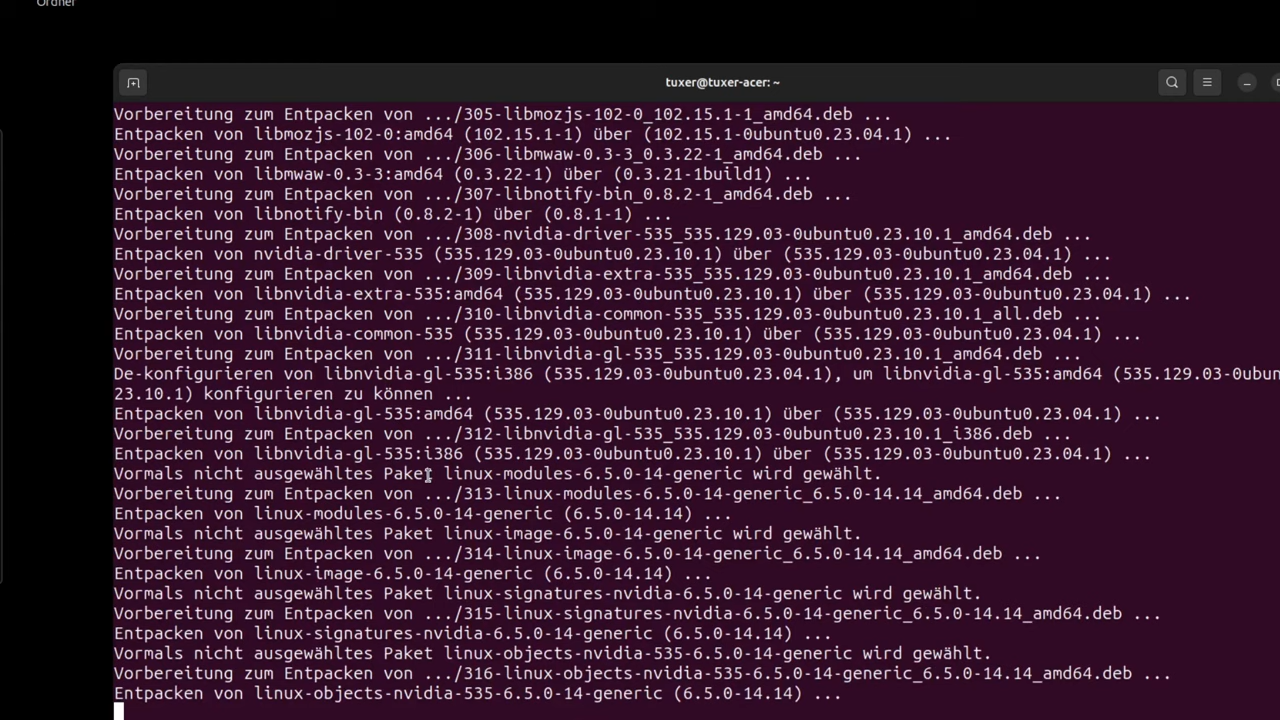 Ordner
tuxer@tuxer-acer: ~
Vorbereitung zum Entpacken von .../305-libmozjs-102-0_102.15.1-1_amd64.deb ...
Entpacken von libmozjs-102-0:amd64 (102.15.1-1) über (102.15.1-0ubuntu0.23.04.1) ...
Vorbereitung zum Entpacken von .../306-libmwaw-0.3-3_0.3.22-1_amd64.deb ...
Entpacken von libmwaw-0.3-3:amd64 (0.3.22-1) über (0.3.21-1build1) ...
Vorbereitung zum Entpacken von .../307-libnotify-bin_0.8.2-1_amd64.deb ...
Entpacken von libnotify-bin (0.8.2-1) über (0.8.1-1) ...
Vorbereitung zum Entpacken von .../308-nvidia-driver-535_535.129.03-0ubuntu0.23.10.1_amd64.deb ...
Entpacken von nvidia-driver-535 (535.129.03-0ubuntu0.23.10.1) über (535.129.03-0ubuntu0.23.04.1) ...
Vorbereitung zum Entpacken von .../309-libnvidia-extra-535_535.129.03-0ubuntu0.23.10.1_amd64.deb ...
Entpacken von libnvidia-extra-535:amd64 (535.129.03-0ubuntu0.23.10.1) über (535.129.03-0ubuntu0.23.04.1) ...
Vorbereitung zum Entpacken von .../310-libnvidia-common-535_535.129.03-0ubuntu0.23.10.1_all.deb ...
Entpacken von libnvidia-common-535 (535.129.03-0ubuntu0.23.10.1) über (535.129.03-0ubuntu0.23.04.1) ...
Vorbereitung zum Entpacken von .../311-libnvidia-gl-535_535.129.03-0ubuntu0.23.10.1_amd64.deb ...
De-konfigurieren von libnvidia-gl-535:i386 (535.129.03-0ubuntu0.23.04.1), um libnvidia-gl-535:amd64 (535.129.03-0ubun
23.10.1) konfigurieren zu können ...
Entpacken von libnvidia-gl-535:amd64 (535.129.03-0ubuntu0.23.10.1) über (535.129.03-0ubuntu0.23.04.1) ...
Vorbereitung zum Entpacken von .../312-libnvidia-gl-535_535.129.03-0ubuntu0.23.10.1_i386.deb ...
Entpacken von libnvidia-gl-535:i386 (535.129.03-0ubuntu0.23.10.1) über (535.129.03-0ubuntu0.23.04.1) ...
Vormals nicht ausgewähltes Paket linux-modules-6.5.0-14-generic wird gewählt.
Vorbereitung zum Entpacken von .../313-linux-modules-6.5.0-14-generic_6.5.0-14.14_amd64.deb ...
Entpacken von linux-modules-6.5.0-14-generic (6.5.0-14.14) ...
Vormals nicht ausgewähltes Paket linux-image-6.5.0-14-generic wird gewählt.
Vorbereitung zum Entpacken von .../314-linux-image-6.5.0-14-generic_6.5.0-14.14_amd64.deb ...
Entpacken von linux-image-6.5.0-14-generic (6.5.0-14.14) ...
Vormals nicht ausgewähltes Paket linux-signatures-nvidia-6.5.0-14-generic wird gewählt.
Vorbereitung zum Entpacken von .../315-linux-signatures-nvidia-6.5.0-14-generic_6.5.0-14.14_amd64.deb ...
Entpacken von linux-signatures-nvidia-6.5.0-14-generic (6.5.0-14.14) ...
Vormals nicht ausgewähltes Paket linux-objects-nvidia-535-6.5.0-14-generic wird gewählt.
Vorbereitung zum Entpacken von .../316-linux-objects-nvidia-535-6.5.0-14-generic_6.5.0-14.14_amd64.deb ...
Entpacken von linux-objects-nvidia-535-6.5.0-14-generic (6.5.0-14.14) ...